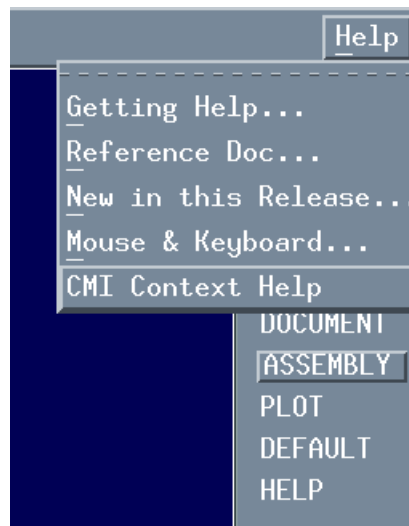 Help
Getting Help...
Reference Doc...
New in this Release...
Mouse & Keyboard...
CMI Context Help
DOCUMENT
ASSEMBLY
PLOT
DEFAULT
HELP